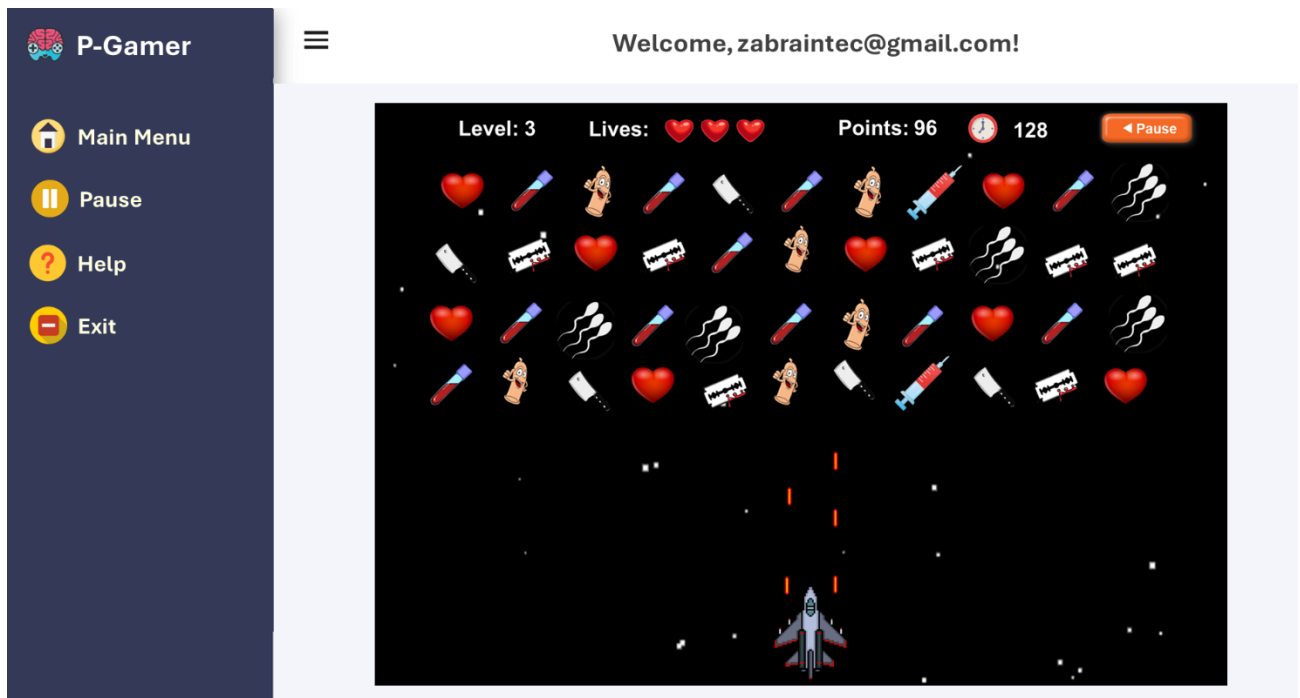 P-Gamer
Welcome, zabraintec@gmail.com!
Main Menu
Pause
Help
Exit
Level: 3 Lives: Points: 96 128 Pause